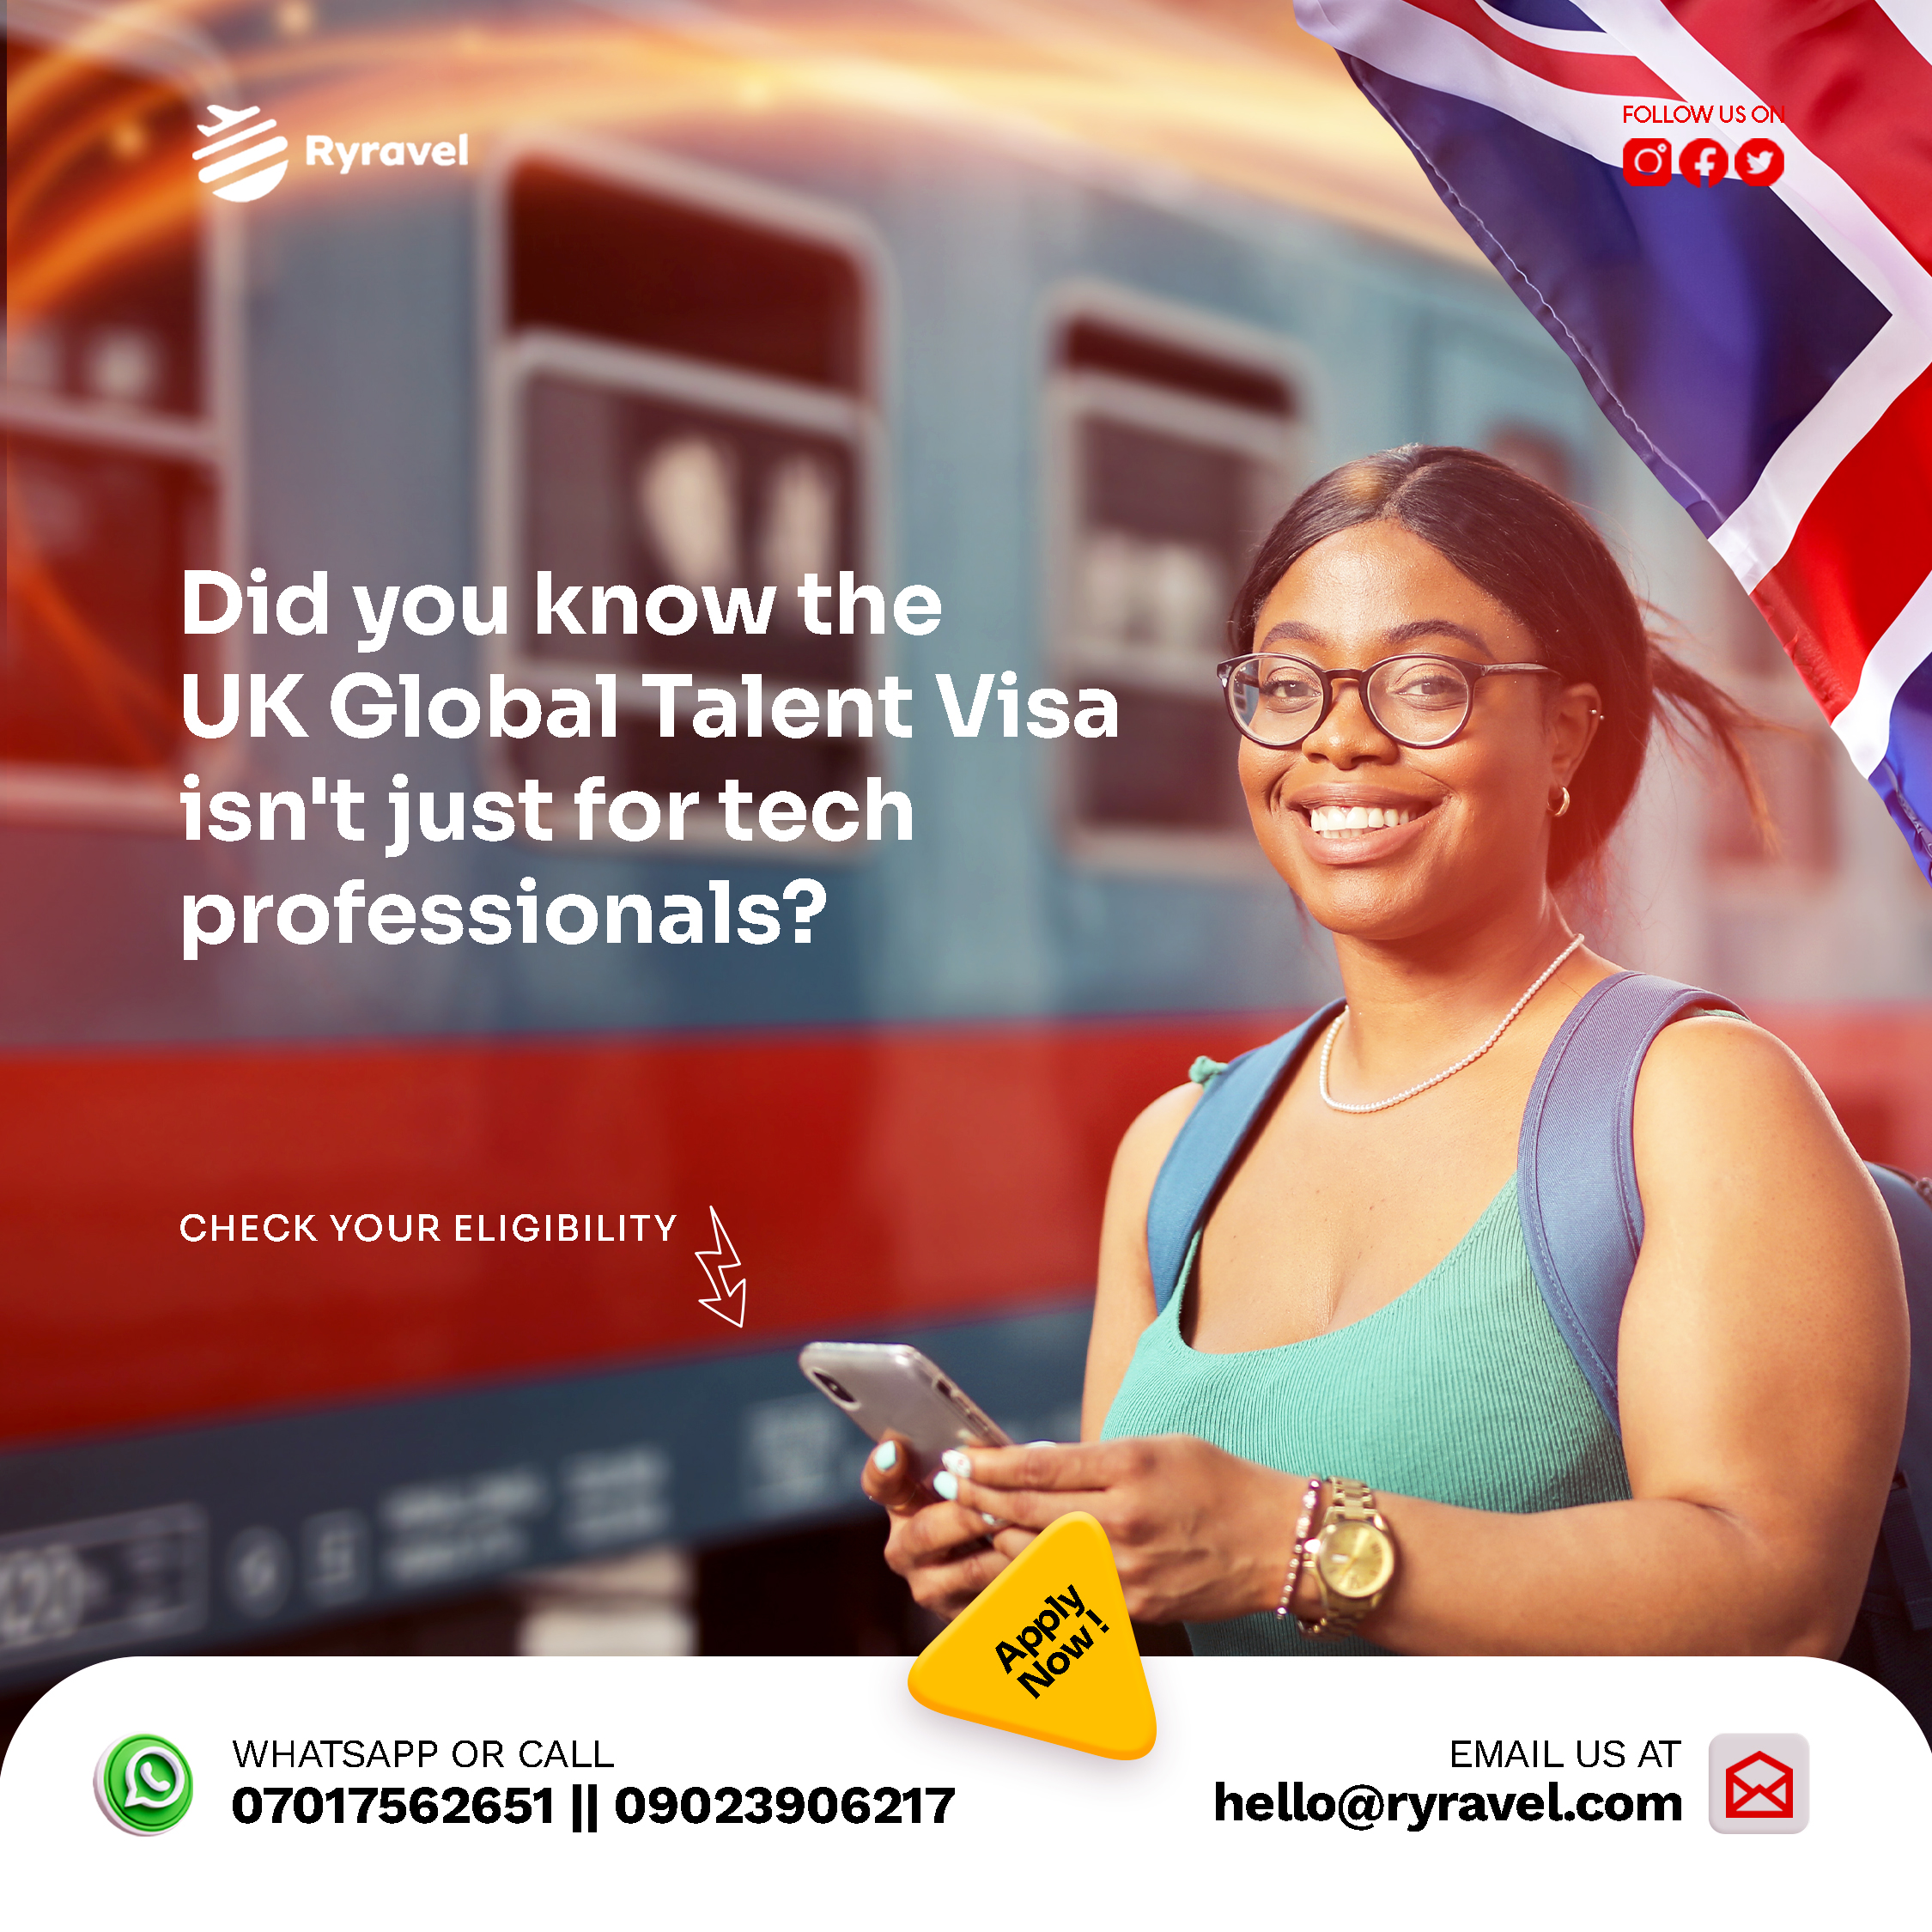 Ryravel
FOLLOW US ON
Did you know the
UK Global Talent Visa
isn't just for tech
professionals?
CHECK YOUR ELIGIBILITY
Apply
Now !
WHATSAPP OR CALL
07017562651 || 09023906217
EMAIL US AT
hello@ryravel.com